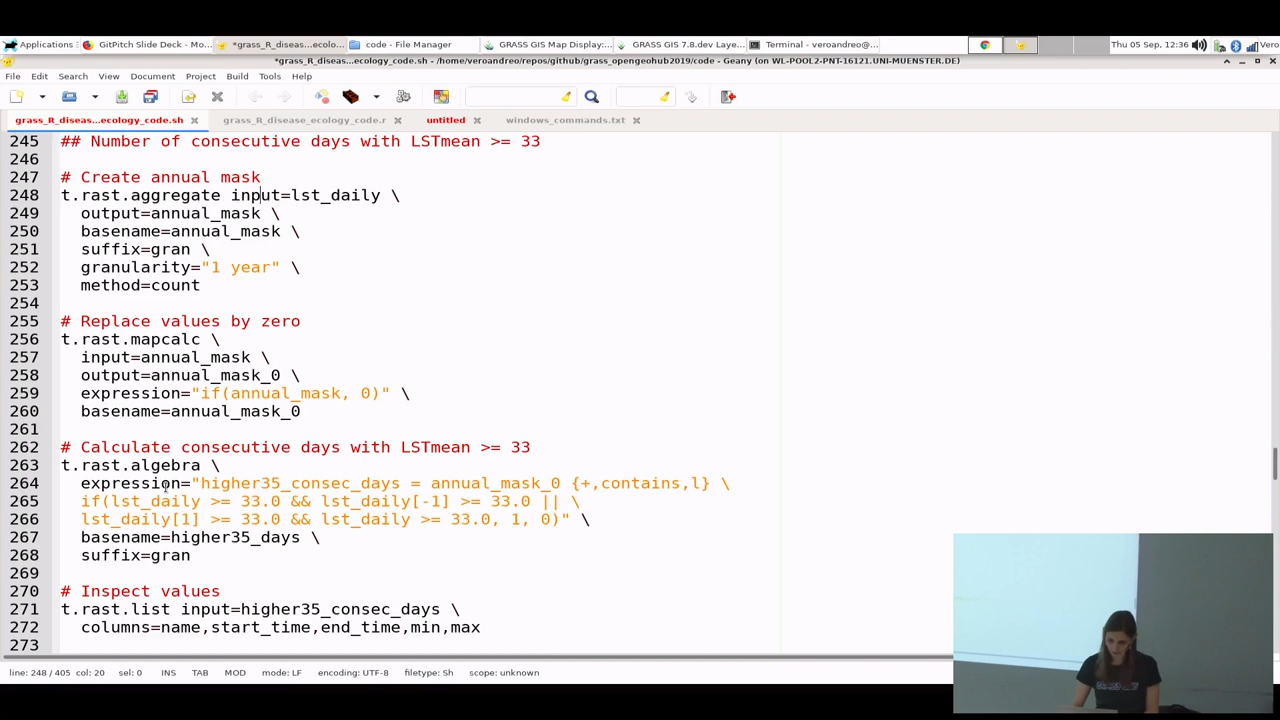 Applications
GitPitch Slide Deck - Mo...
*grass_R_diseas...ecolo...
code - File Manager
GRASS GIS Map Display:...
GRASS GIS 7.8.dev Laye...
Terminal - veroandreo@...
Thu 05 Sep, 12:36
Wed
*grass_R_diseas...ecology_code.sh - /home/veroandreo/repos/github/grass_opengeohub2019/code - Geany (on WL-POOL2-PNT-16121.UNI-MUENSTER.DE)
File Edit Search View Document Project Build Tools Help
grass_R_diseas...ecology_code.sh
grass_R_disease_ecology_code.r
untitled
windows_commands.txt
245 ## Number of consecutive days with LSTmean >= 33
246
247 # Create annual mask
248 t.rast.aggregate input=lst_daily \
249   output=annual_mask \
250   basename=annual_mask \
251   suffix=gran \
252   granularity="1 year" \
253   method=count
254
255 # Replace values by zero
256 t.rast.mapcalc \
257   input=annual_mask \
258   output=annual_mask_0 \
259   expression="if(annual_mask, 0)" \
260   basename=annual_mask_0
261
262 # Calculate consecutive days with LSTmean >= 33
263 t.rast.algebra \
264   expression="higher35_consec_days = annual_mask_0 {+,contains,l} \
265   if(lst_daily >= 33.0 && lst_daily[-1] >= 33.0 || \
266   lst_daily[1] >= 33.0 && lst_daily >= 33.0, 1, 0)" \
267   basename=higher35_days \
268   suffix=gran
269
270 # Inspect values
271 t.rast.list input=higher35_consec_days \
272   columns=name,start_time,end_time,min,max
273
line: 248 / 405 col: 20 sel: 0 INS TAB MOD mode: LF encoding: UTF-8 filetype: Sh scope: unknown